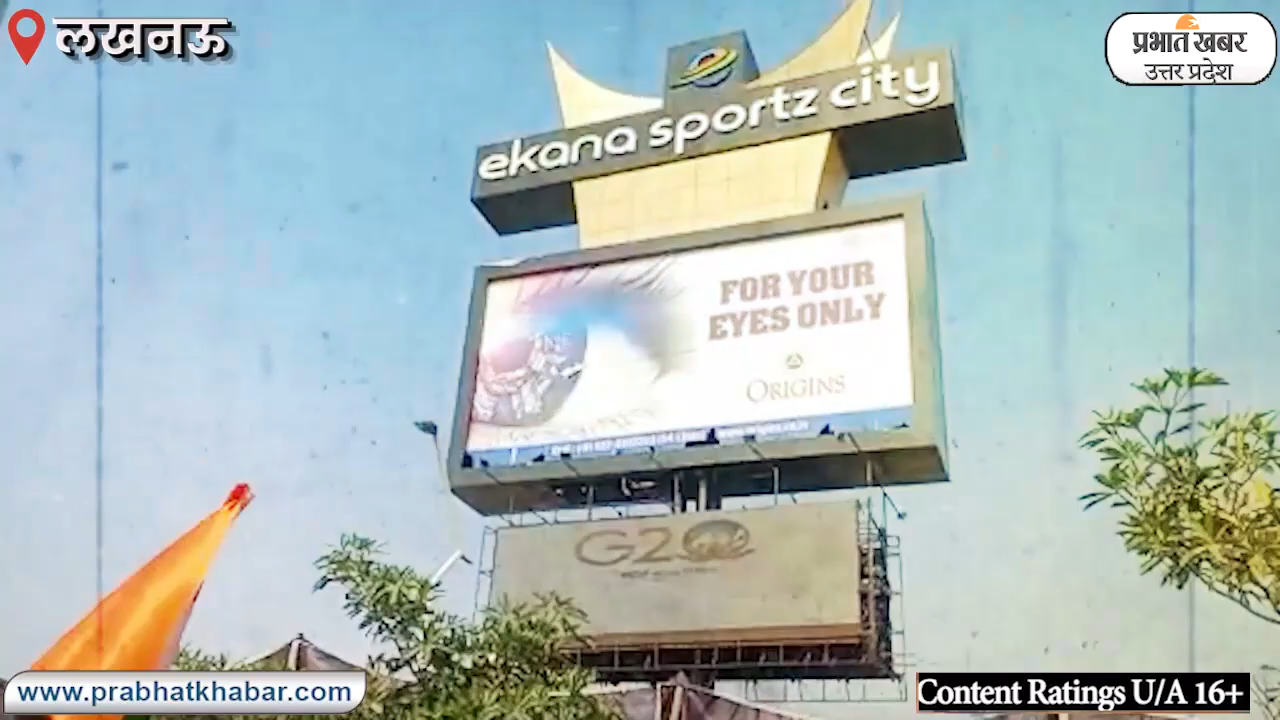 लखनऊ
प्रभात खबर
उत्तर प्रदेश
ekana sportz city
FOR YOUR
EYES ONLY
ORIGINS
G20
www.prabhatkhabar.com
Content Ratings U/A 16+